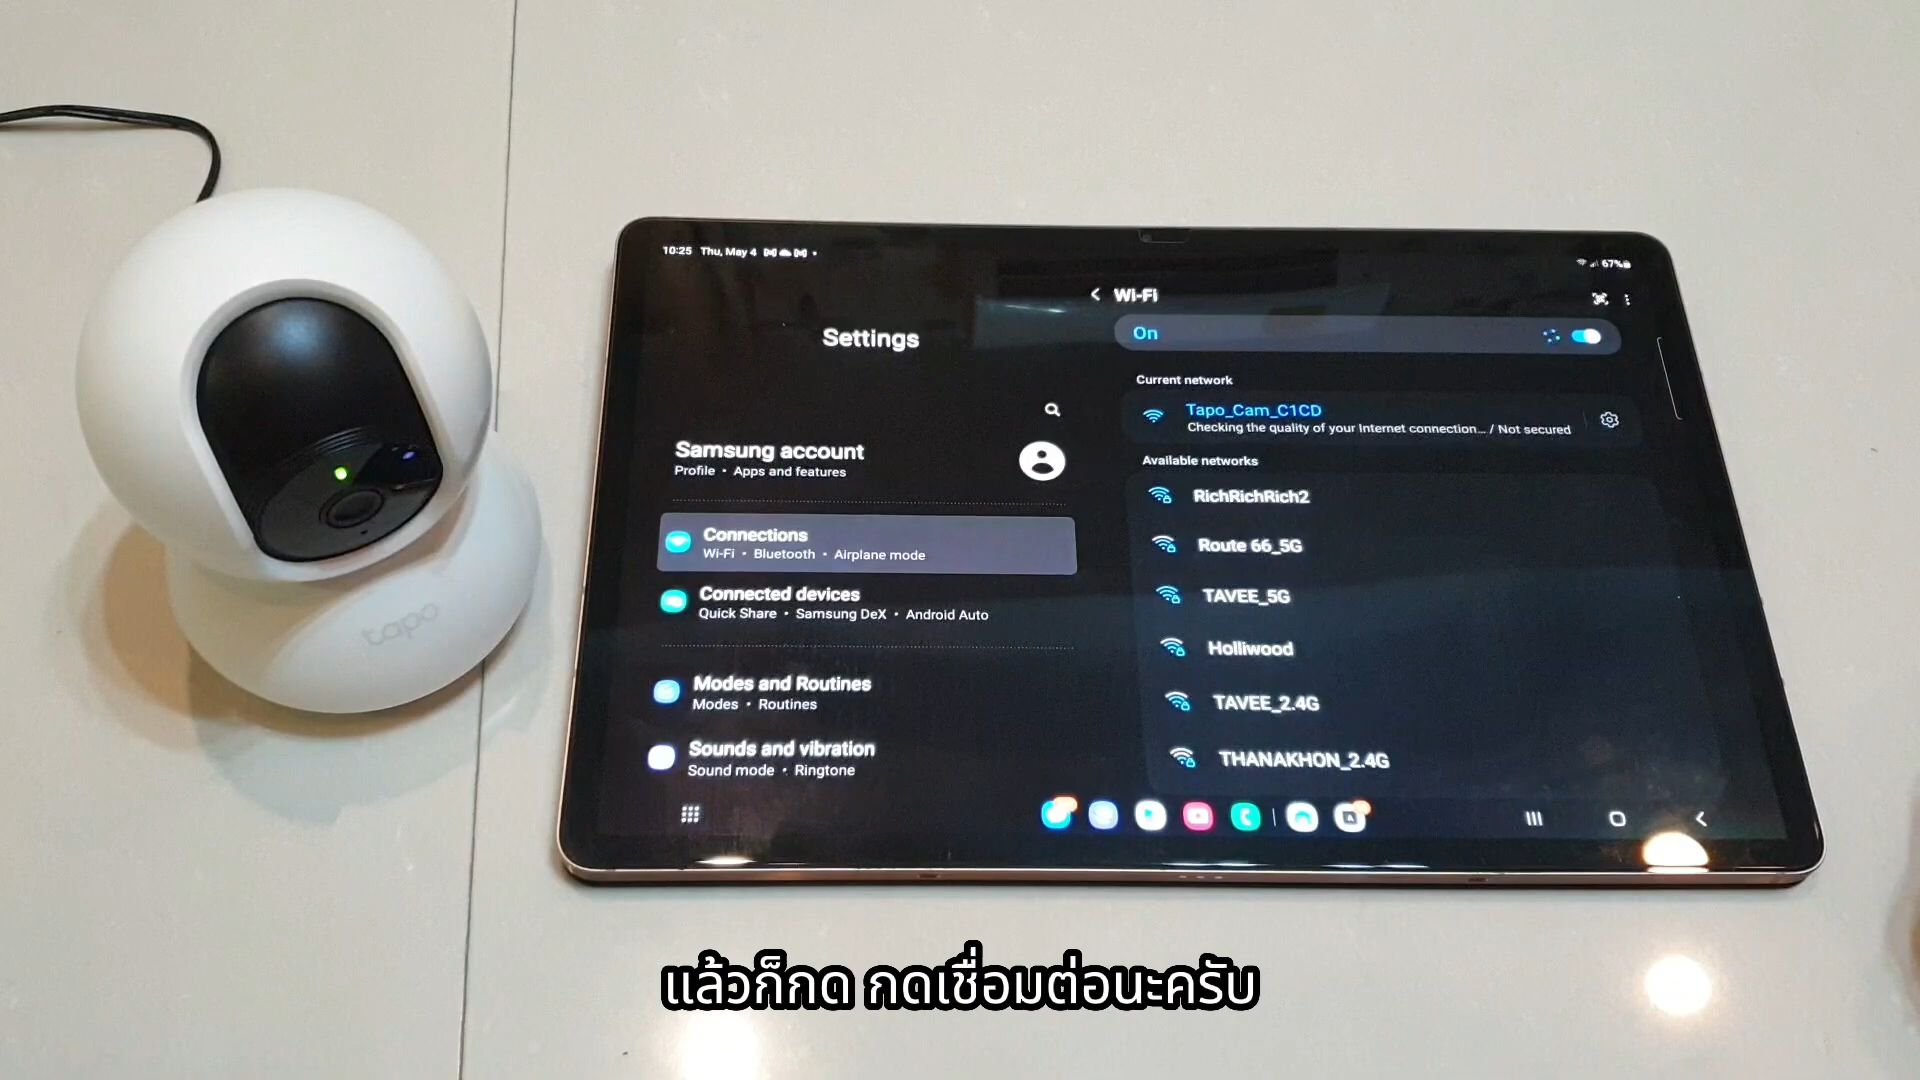 tapo
10:25 Thu, May 4
67%
Settings
Samsung account
Profile • Apps and features
Connections
Wi-Fi • Bluetooth • Airplane mode
Connected devices
Quick Share • Samsung DeX • Android Auto
Modes and Routines
Modes • Routines
Sounds and vibration
Sound mode • Ringtone
Wi-Fi
On
Current network
Tapo_Cam_C1CD
Checking the quality of your Internet connection... / Not secured
Available networks
RichRichRich2
Route 66_5G
TAVEE_5G
Holliwood
TAVEE_2.4G
THANAKHON_2.4G
แล้วก็กด กดเชื่อมต่อนะครับ